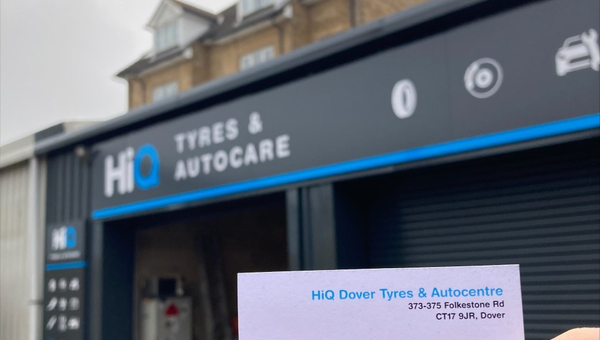 HiQ
TYRES &
AUTOCARE
HiQ
HiQ Dover Tyres & Autocentre
373-375 Folkestone Rd
CT17 9JR, Dover